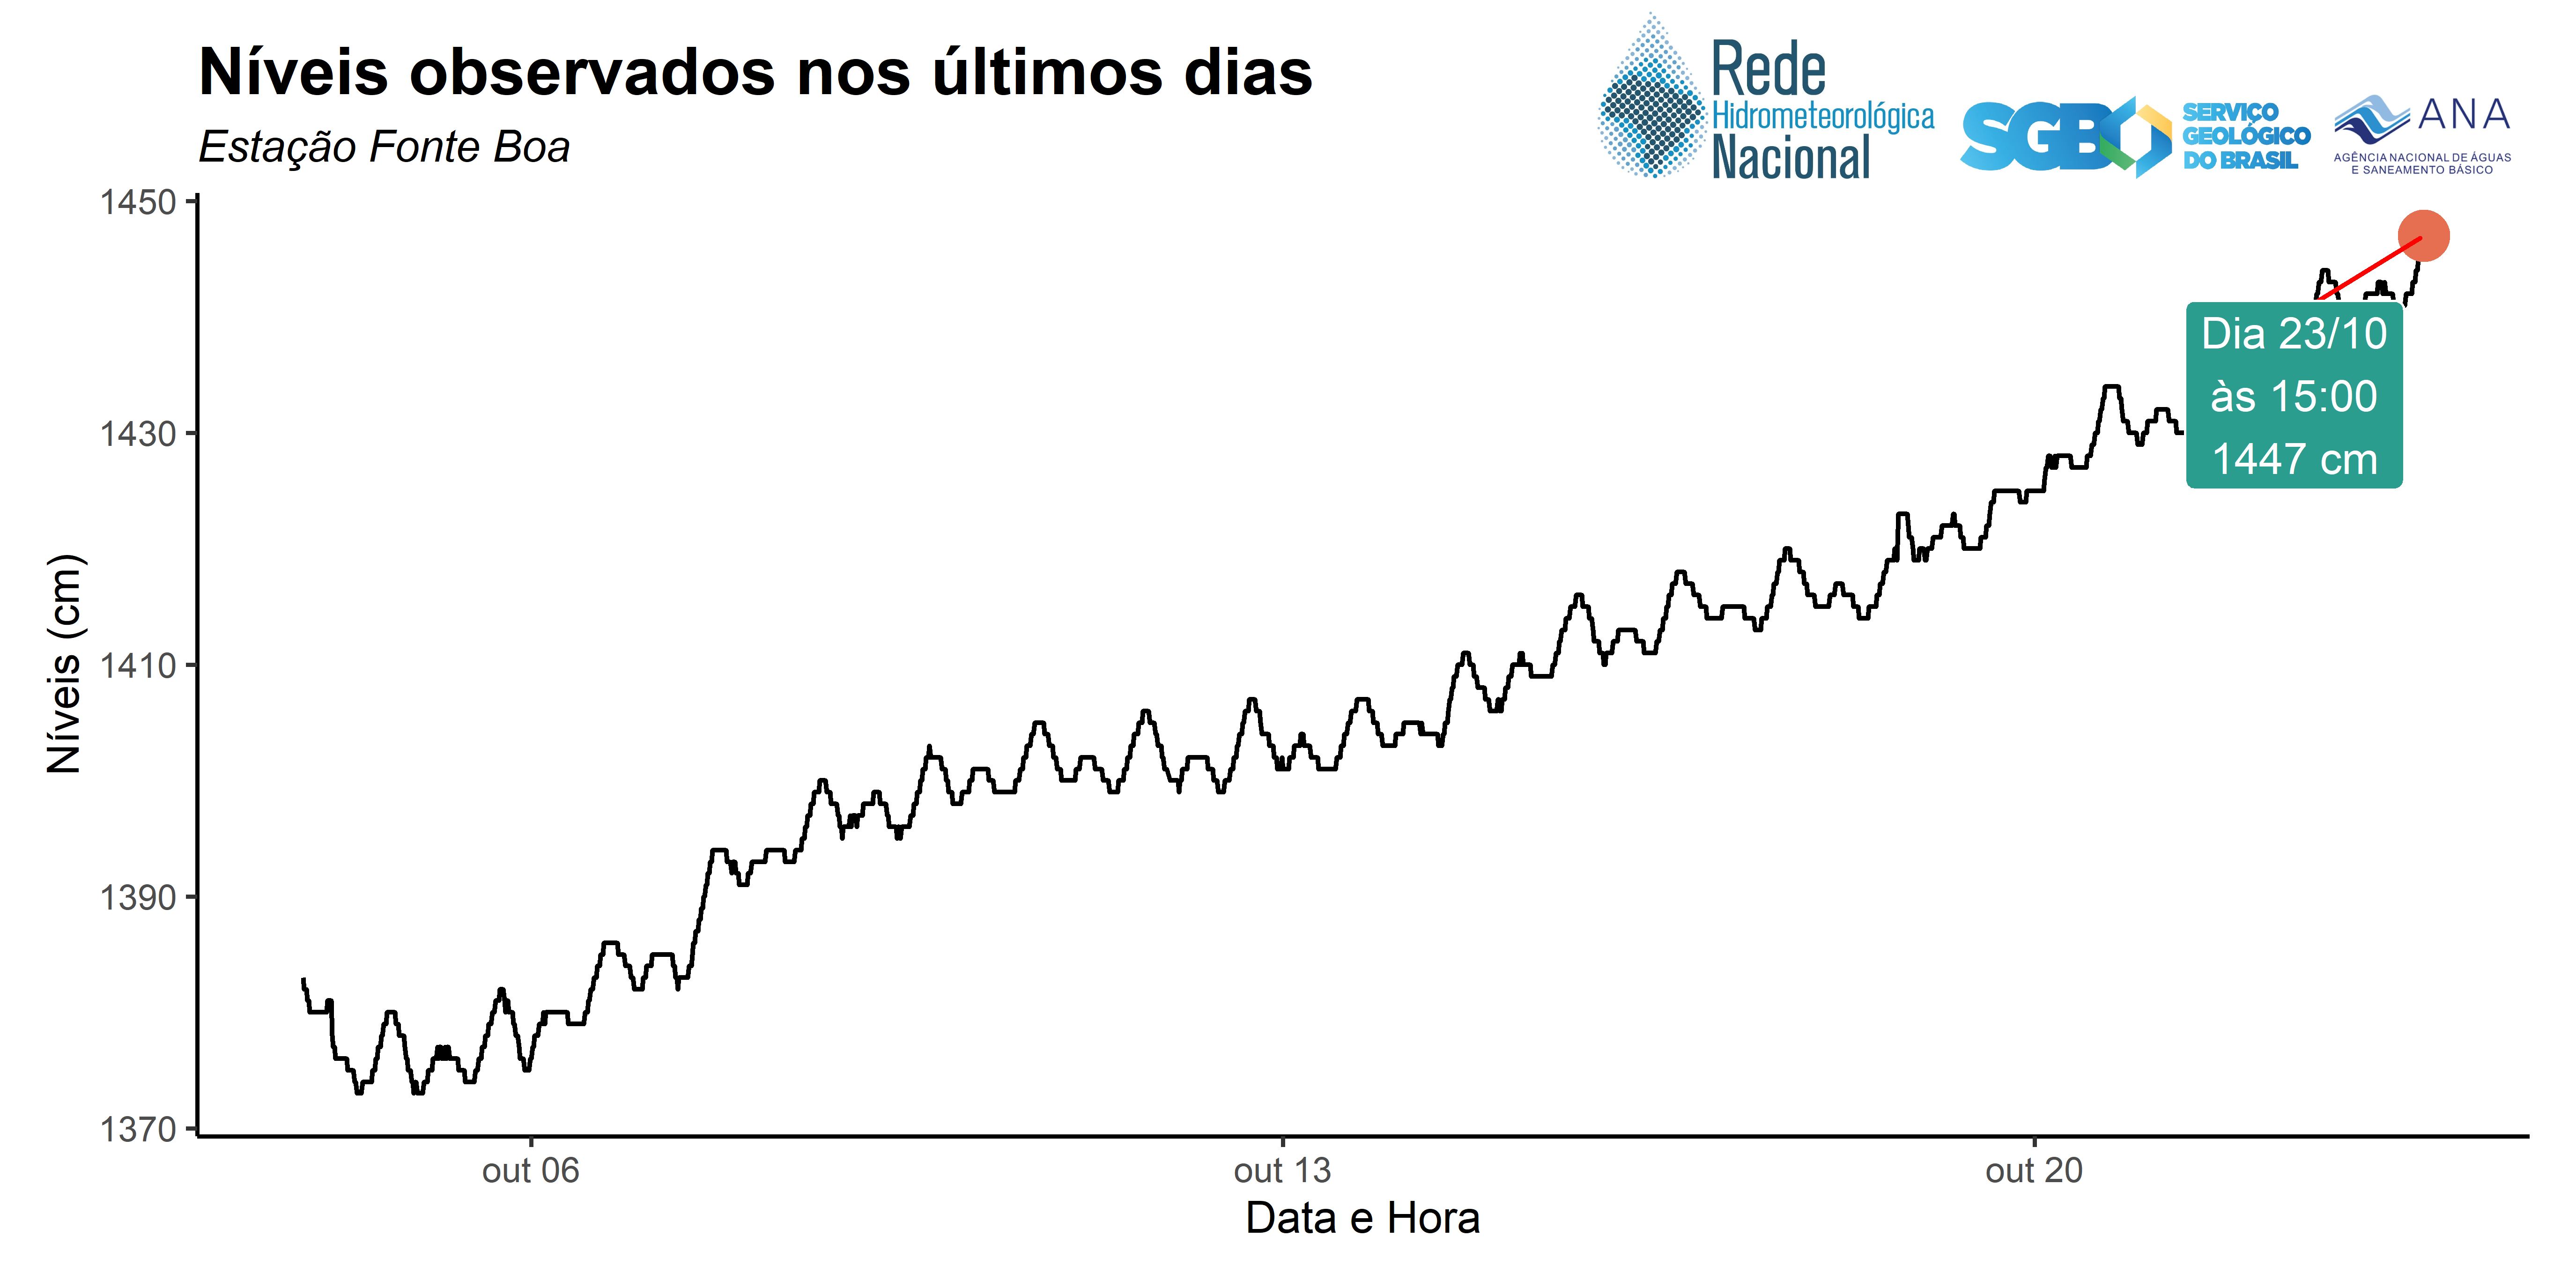 Níveis observados nos últimos dias
Estação Fonte Boa
Rede
Hidrometeorológica
Nacional
SGB
SERVIÇO
GEOLÓGICO
DO BRASIL
ANA
AGÊNCIA NACIONAL DE ÁGUAS
E SANEAMENTO BÁSICO
1450
1430
1410
1390
1370
Níveis (cm)
Dia 23/10
às 15:00
1447 cm
out 06
out 13
out 20
Data e Hora